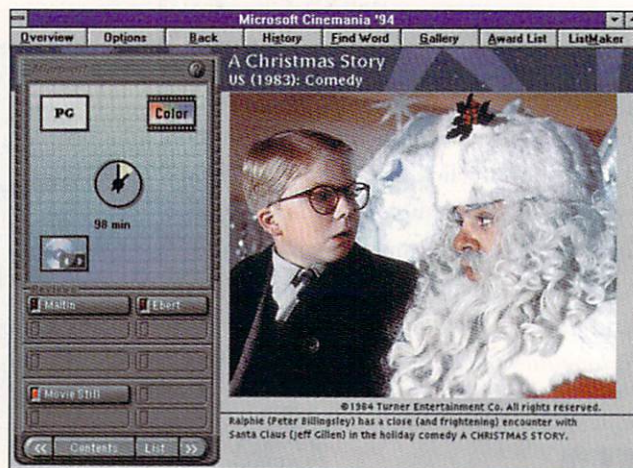 Microsoft Cinemania '94
Overview Options Back History Find Word Gallery Award List ListMaker
A Christmas Story
US (1983): Comedy
PG
Color
98 min
Reviews
Maltin Ebert
Movie Still
<< Contents List >>
©1984 Turner Entertainment Co. All rights reserved.
Ralphie (Peter Billingsley) has a close (and frightening) encounter with
Santa Claus (Jeff Gillen) in the holiday comedy A CHRISTMAS STORY.